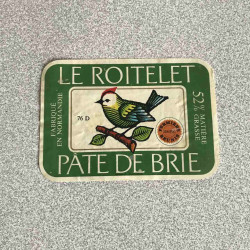 LE ROITELET
FABRIQUÉ
EN NORMANDIE
76 D
52% MATIÈRE
GRASSE
PATE DE BRIE